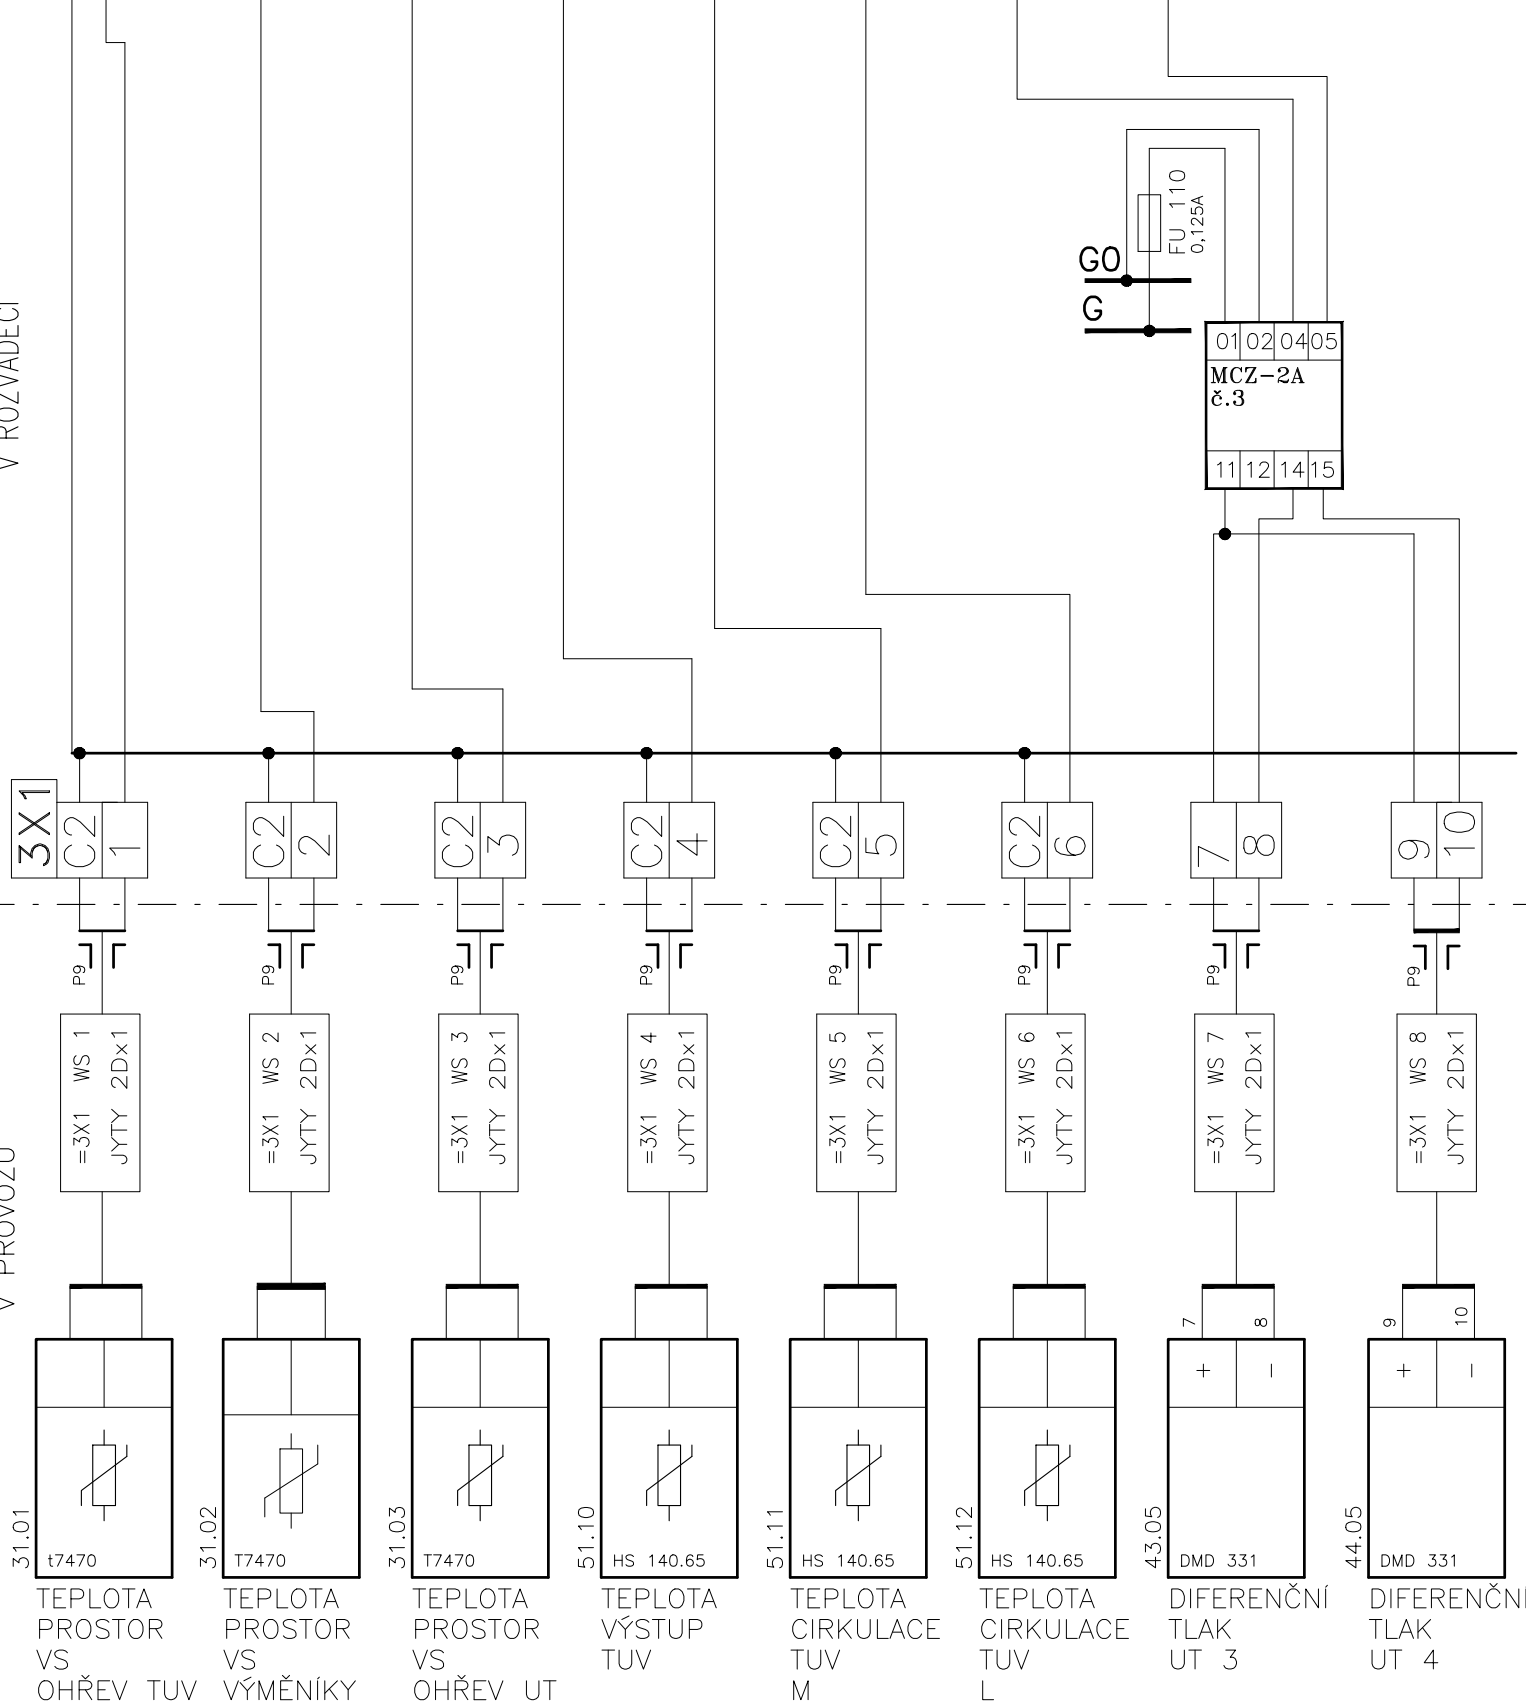 FU 110
0,125A
G0
G
V ROZVADĚČI
01 02 04 05
MCZ-2A
č.3
11 12 14 15
3X1
C2 1
C2 2
C2 3
C2 4
C2 5
C2 6
7 8
9 10
P9
P9
P9
P9
P9
P9
P9
P9
=3X1 WS 1
JYTY 2Dx1
=3X1 WS 2
JYTY 2Dx1
=3X1 WS 3
JYTY 2Dx1
=3X1 WS 4
JYTY 2Dx1
=3X1 WS 5
JYTY 2Dx1
=3X1 WS 6
JYTY 2Dx1
=3X1 WS 7
JYTY 2Dx1
=3X1 WS 8
JYTY 2Dx1
V PROVOZU
7 8
+ −
9 10
+ −
31.01
t7470
TEPLOTA
PROSTOR
VS
OHŘEV TUV
31.02
T7470
TEPLOTA
PROSTOR
VS
VÝMĚNÍKY
31.03
T7470
TEPLOTA
PROSTOR
VS
OHŘEV UT
51.10
HS 140.65
TEPLOTA
VÝSTUP
TUV
51.11
HS 140.65
TEPLOTA
CIRKULACE
TUV
M
51.12
HS 140.65
TEPLOTA
CIRKULACE
TUV
L
43.05
DMD 331
DIFERENČNÍ
TLAK
UT 3
44.05
DMD 331
DIFERENČNÍ
TLAK
UT 4